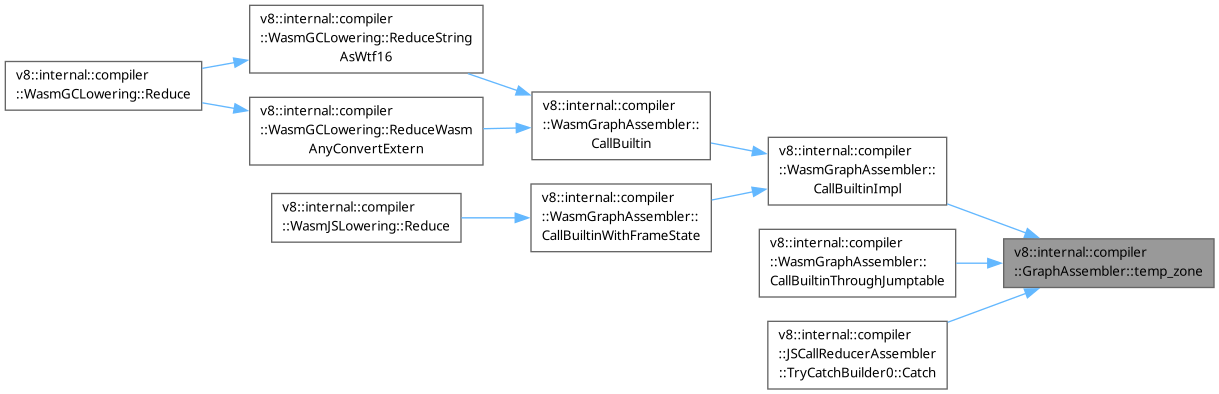 v8::internal::compiler
::WasmGCLowering::Reduce
v8::internal::compiler
::WasmGCLowering::ReduceString
AsWtf16
v8::internal::compiler
::WasmGCLowering::ReduceWasm
AnyConvertExtern
v8::internal::compiler
::WasmJSLowering::Reduce
v8::internal::compiler
::WasmGraphAssembler::
CallBuiltin
v8::internal::compiler
::WasmGraphAssembler::
CallBuiltinWithFrameState
v8::internal::compiler
::WasmGraphAssembler::
CallBuiltinImpl
v8::internal::compiler
::WasmGraphAssembler::
CallBuiltinThroughJumptable
v8::internal::compiler
::JSCallReducerAssembler
::TryCatchBuilder0::Catch
v8::internal::compiler
::GraphAssembler::temp_zone